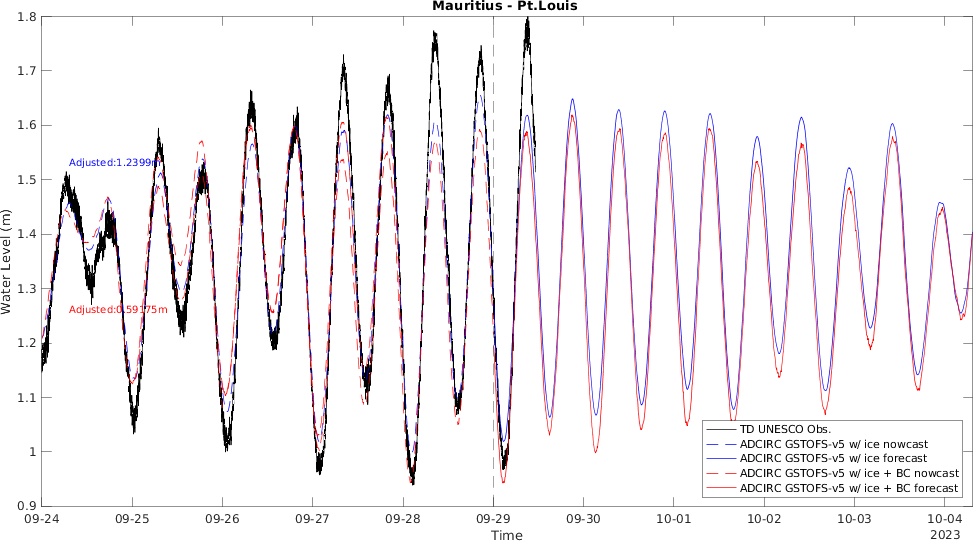 Mauritius - Pt.Louis
1.8
1.7
1.6
1.5
1.4
1.3
1.2
1.1
1
0.9
Water Level (m)
Adjusted:1.2399m
Adjusted:0.59175m
TD UNESCO Obs.
ADCIRC GSTOFS-v5 w/ ice nowcast
ADCIRC GSTOFS-v5 w/ ice forecast
ADCIRC GSTOFS-v5 w/ ice + BC nowcast
ADCIRC GSTOFS-v5 w/ ice + BC forecast
09-24 09-25 09-26 09-27 09-28 09-29 09-30 10-01 10-02 10-03 10-04
Time
2023